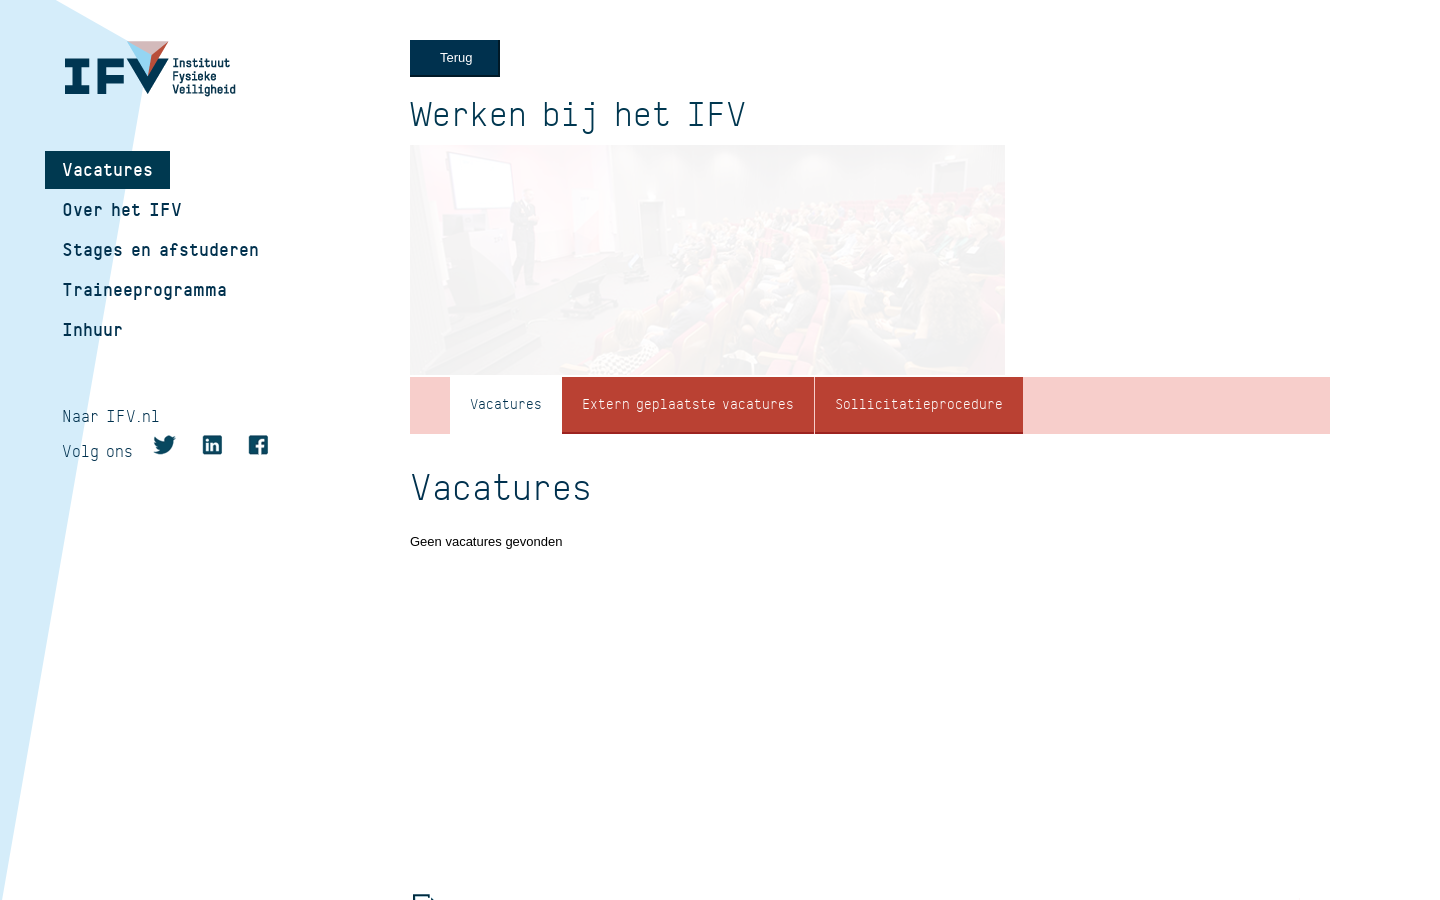 IFV Instituut
Fysieke
Veiligheid
Vacatures
Over het IFV
Stages en afstuderen
Traineeprogramma
Inhuur
Naar IFV.nl
Volg ons
Terug
Werken bij het IFV
Vacatures
Extern geplaatste vacatures
Sollicitatieprocedure
Vacatures
Geen vacatures gevonden